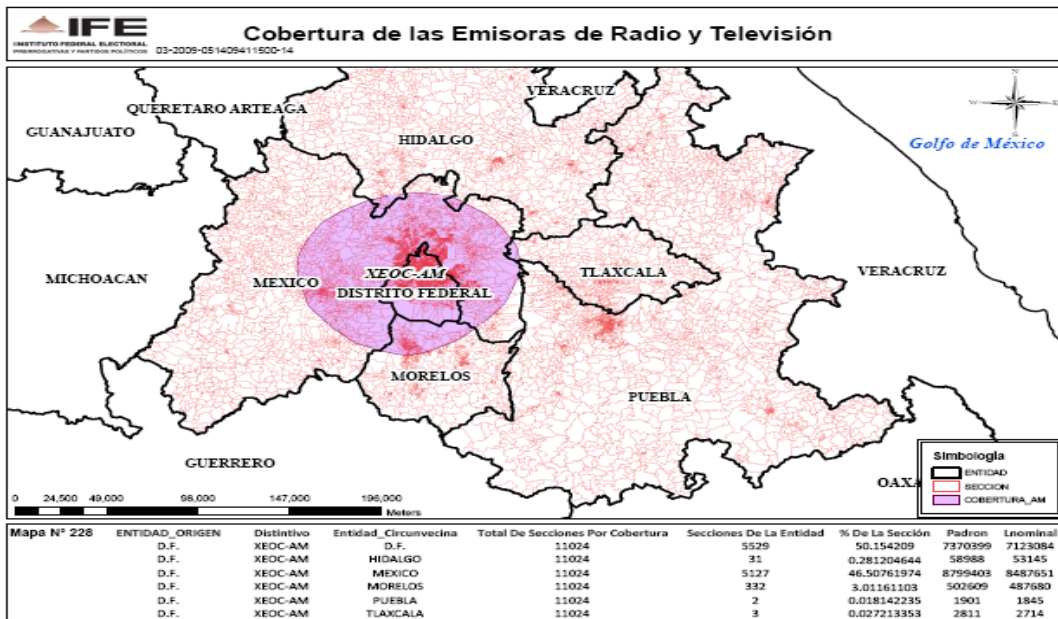 IFE
INSTITUTO FEDERAL ELECTORAL
PRERROGATIVAS Y PARTIDOS POLÍTICOS
03-2009-051409411500-14
Cobertura de las Emisoras de Radio y Televisión
QUERETARO ARTEAGA
VERACRUZ
GUANAJUATO
HIDALGO
N
W E
S
Golfo de México
MICHOACAN
MEXICO
XEOC-AM
DISTRITO FEDERAL
TLAXCALA
VERACRUZ
MORELOS
PUEBLA
GUERRERO
OAXA
Simbología
ENTIDAD
SECCION
COBERTURA_AM
0 24,500 49,000 98,000 147,000 196,000
Meters
Mapa N° 228 ENTIDAD_ORIGEN Distintivo Entidad_Circunvecina Total De Secciones Por Cobertura Secciones De La Entidad % De La Sección Padron Lnominal
D.F. XEOC-AM D.F. 11024 5529 50.154209 7370399 7123084
D.F. XEOC-AM HIDALGO 11024 31 0.281204644 58988 53145
D.F. XEOC-AM MEXICO 11024 5127 46.50761974 8799403 8487651
D.F. XEOC-AM MORELOS 11024 332 3.01161103 502609 487680
D.F. XEOC-AM PUEBLA 11024 2 0.018142235 1901 1845
D.F. XEOC-AM TLAXCALA 11024 3 0.027213353 2811 2714